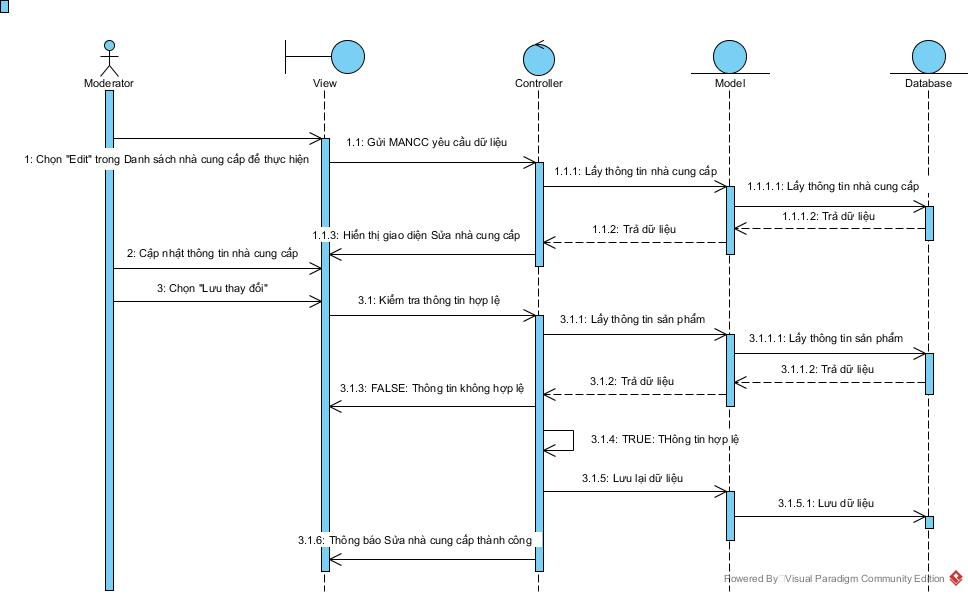 Moderator
View
Controller
Model
Database
1: Chọn "Edit" trong Danh sách nhà cung cấp để thực hiện
1.1: Gửi MANCC yêu cầu dữ liệu
1.1.1: Lấy thông tin nhà cung cấp
1.1.1.1: Lấy thông tin nhà cung cấp
1.1.1.2: Trả dữ liệu
1.1.2: Trả dữ liệu
1.1.3: Hiển thị giao diện Sửa nhà cung cấp
2: Cập nhật thông tin nhà cung cấp
3: Chọn "Lưu thay đổi"
3.1: Kiểm tra thông tin hợp lệ
3.1.1: Lấy thông tin sản phẩm
3.1.1.1: Lấy thông tin sản phẩm
3.1.1.2: Trả dữ liệu
3.1.2: Trả dữ liệu
3.1.3: FALSE: Thông tin không hợp lệ
3.1.4: TRUE: THông tin hợp lệ
3.1.5: Lưu lại dữ liệu
3.1.5.1: Lưu dữ liệu
3.1.6: Thông báo Sửa nhà cung cấp thành công
Powered By Visual Paradigm Community Edition